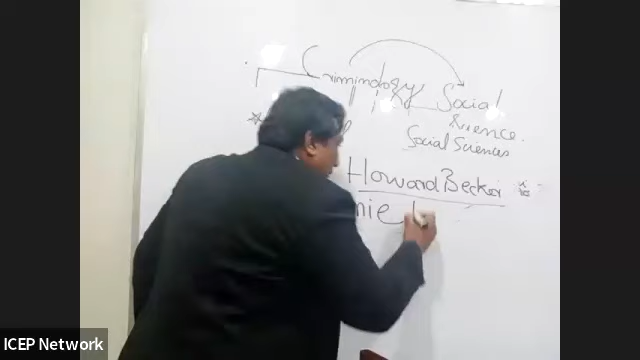 Criminology
Social
Science.
Social Sciences
Howard Becker
ICEP Network